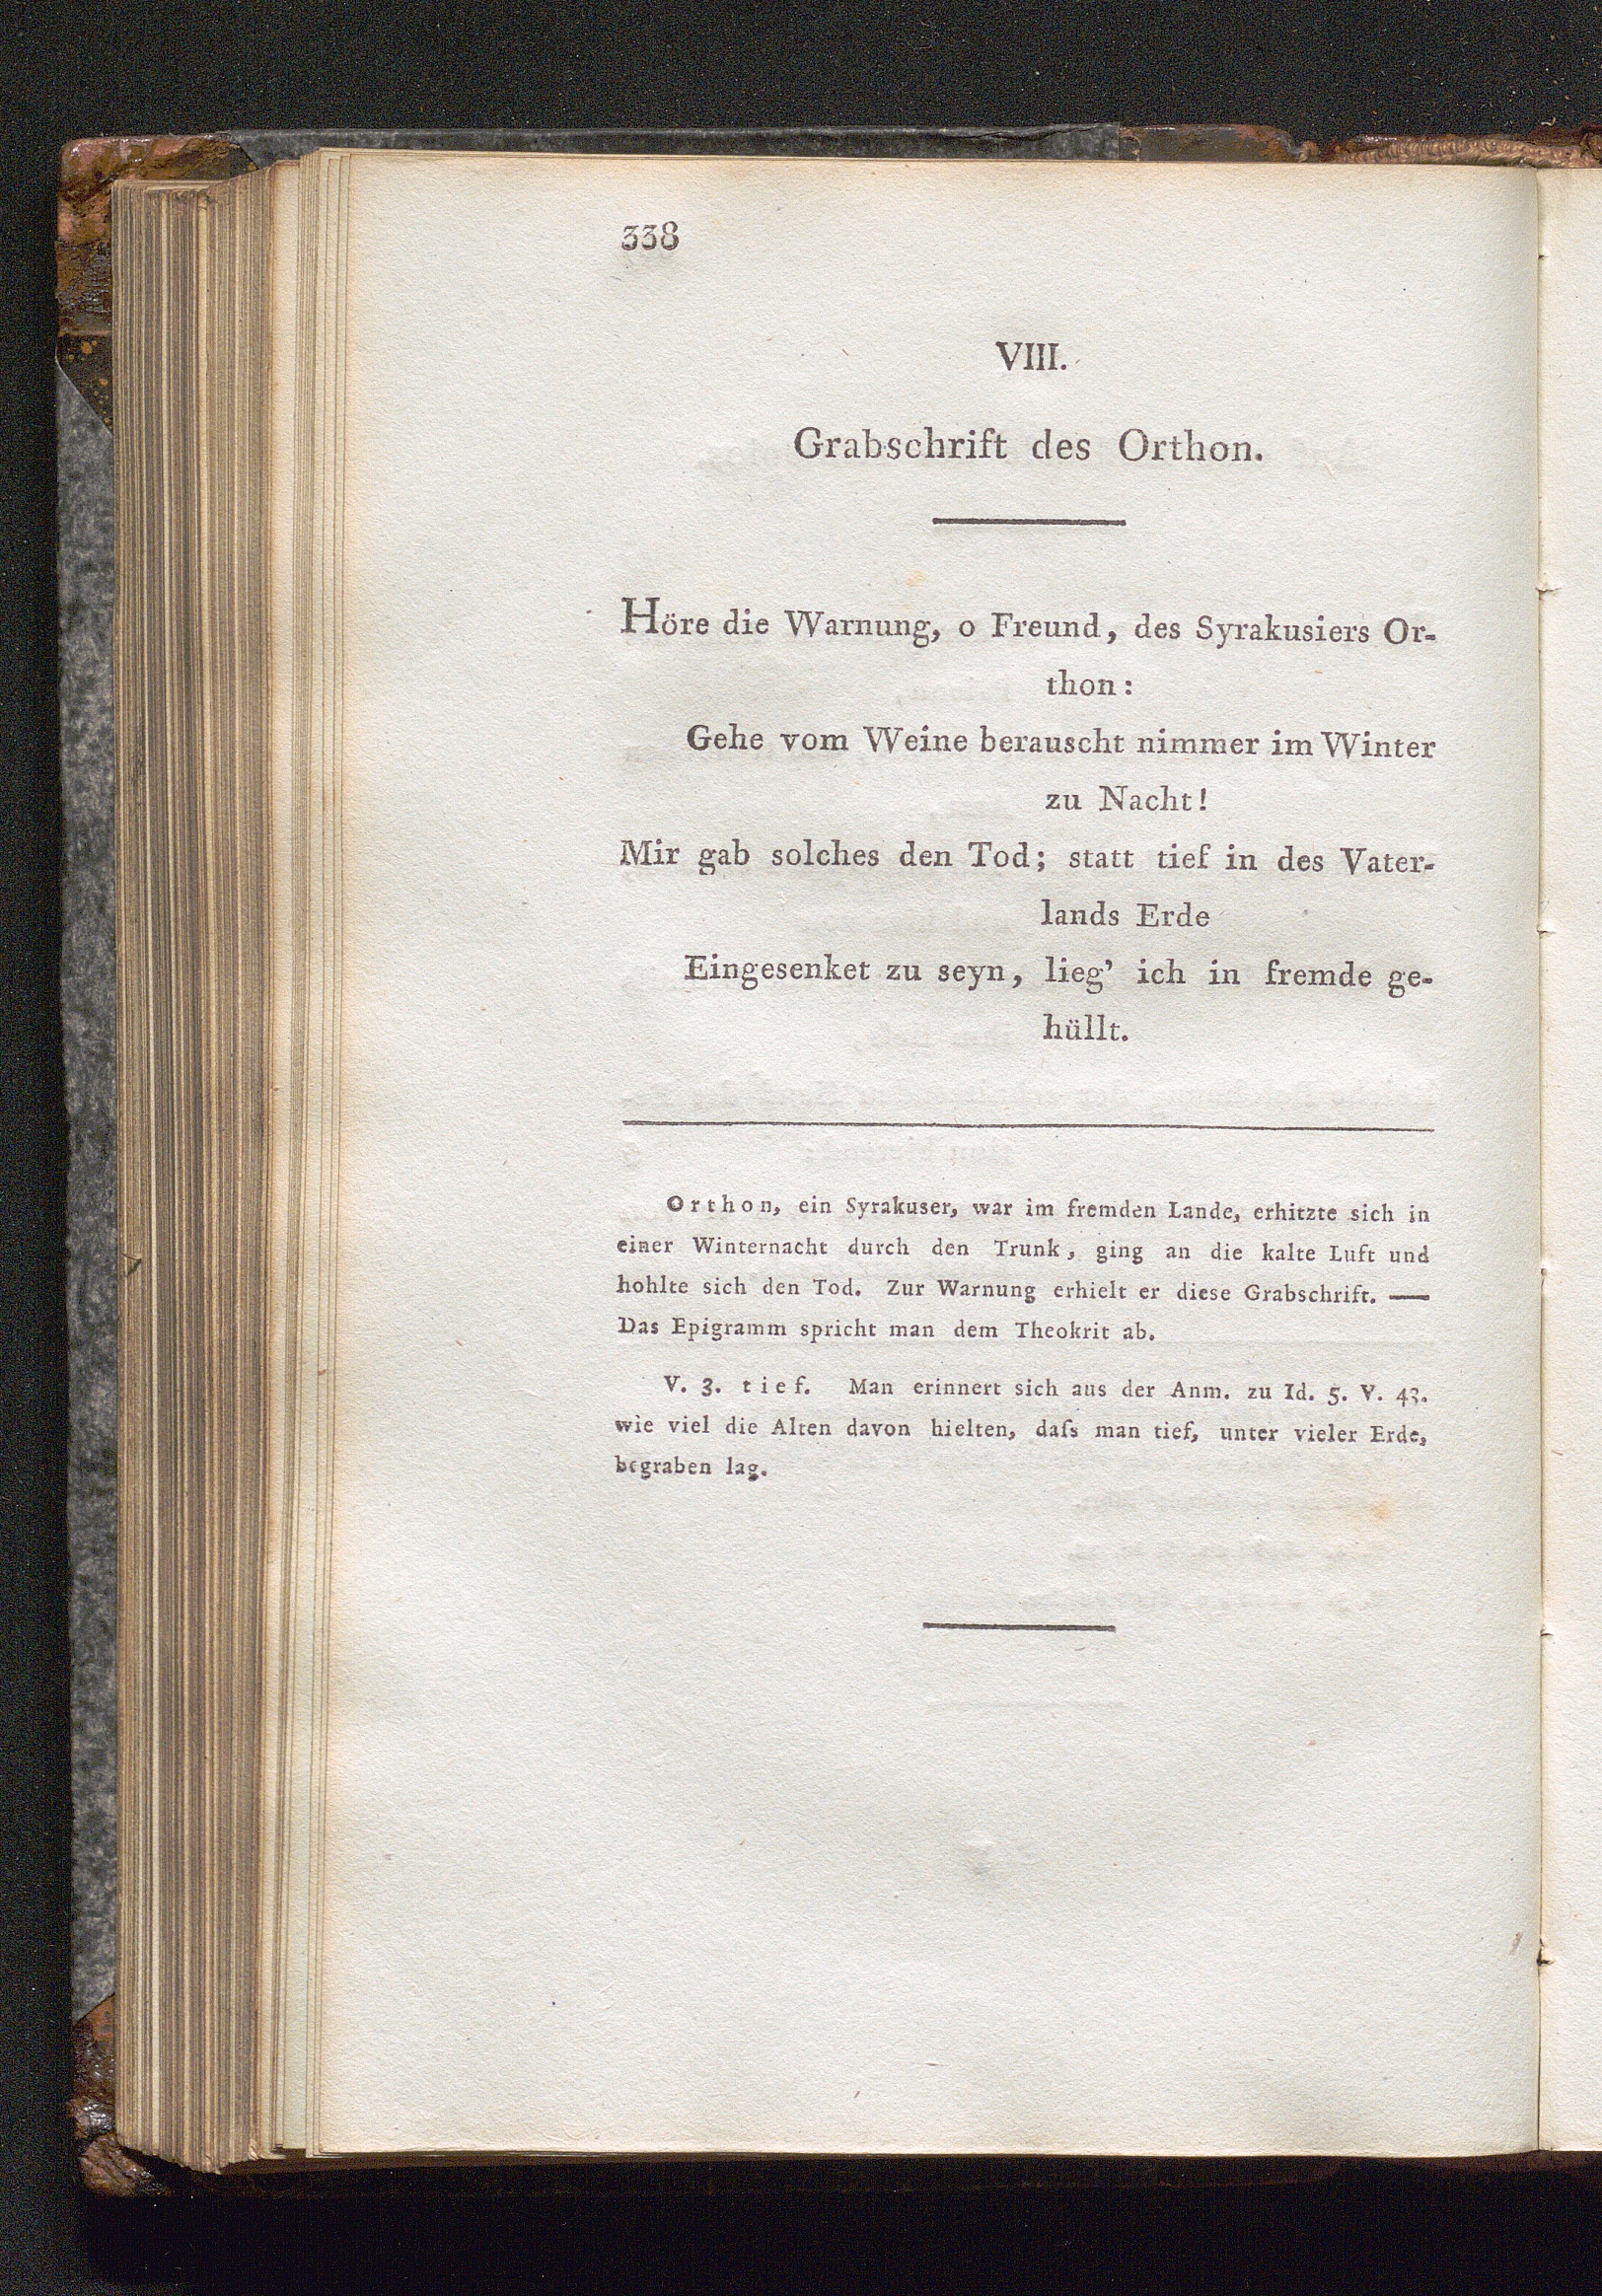 338
VIII.
Grabschrift des Orthon.
Höre die Warnung, o Freund, des Syrakusiers Or-
thon:
Gehe vom Weine berauscht nimmer im Winter
zu Nacht!
Mir gab solches den Tod; statt tief in des Vater-
lands Erde
Eingesenket zu seyn, lieg' ich in fremde ge-
hüllt.
Orthon, ein Syrakuser, war im fremden Lande, erhitzte sich in
einer Winternacht durch den Trunk, ging an die kalte Luft und
hohlte sich den Tod. Zur Warnung erhielt er diese Grabschrift. —
Das Epigramm spricht man dem Theokrit ab.
V. 3. tief. Man erinnert sich aus der Anm. zu Id. 5. V. 43.
wie viel die Alten davon hielten, daſs man tief, unter vieler Erde,
begraben lag.